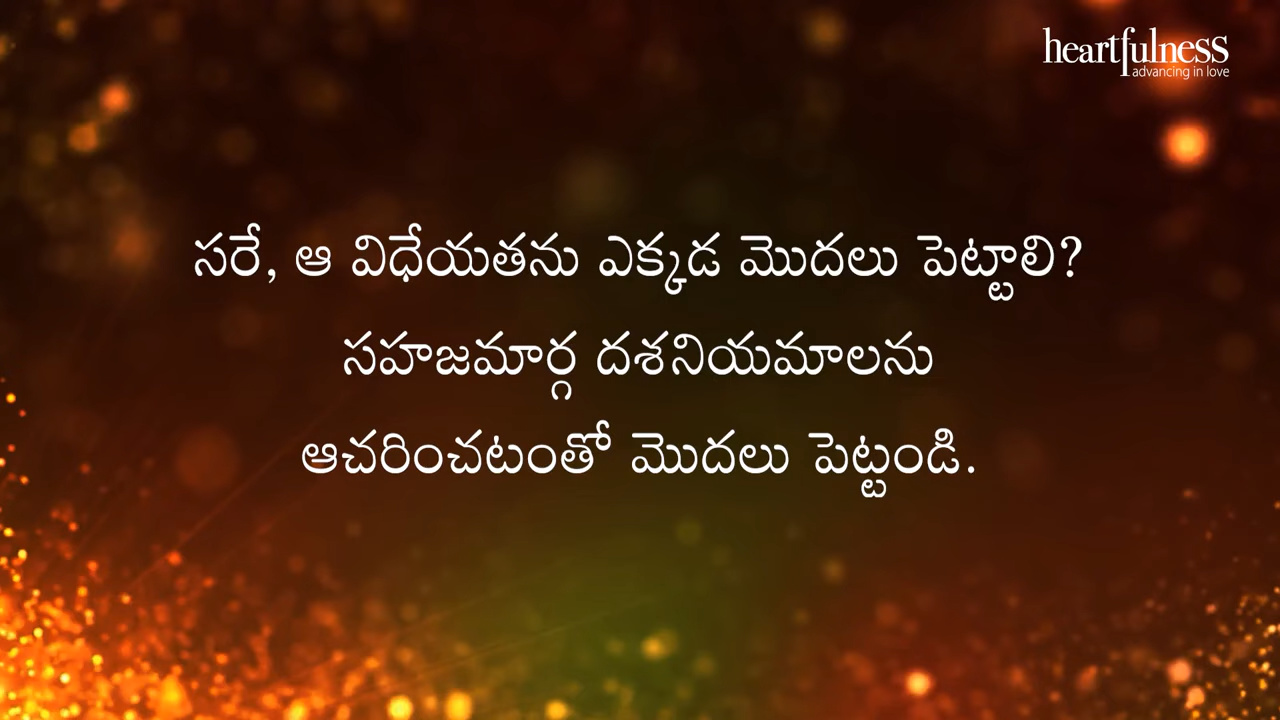 heartfulness
advancing in love
సరే, ఆ విధేయతను ఎక్కడ మొదలు పెట్టాలి?
సహజమార్గ దశనియమాలను
ఆచరించటంతో మొదలు పెట్టండి.